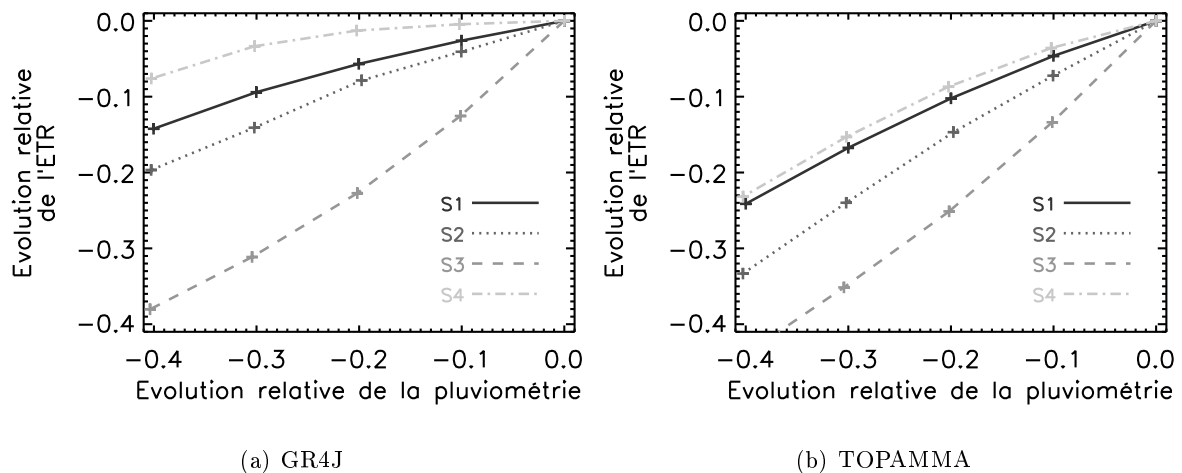 0.0
−0.1
−0.2
−0.3
−0.4
Evolution relative
de l'ETR
S1
S2
S3
S4
−0.4 −0.3 −0.2 −0.1 0.0
Evolution relative de la pluviométrie
(a) GR4J
0.0
−0.1
−0.2
−0.3
−0.4
Evolution relative
de l'ETR
S1
S2
S3
S4
−0.4 −0.3 −0.2 −0.1 0.0
Evolution relative de la pluviométrie
(b) TOPAMMA